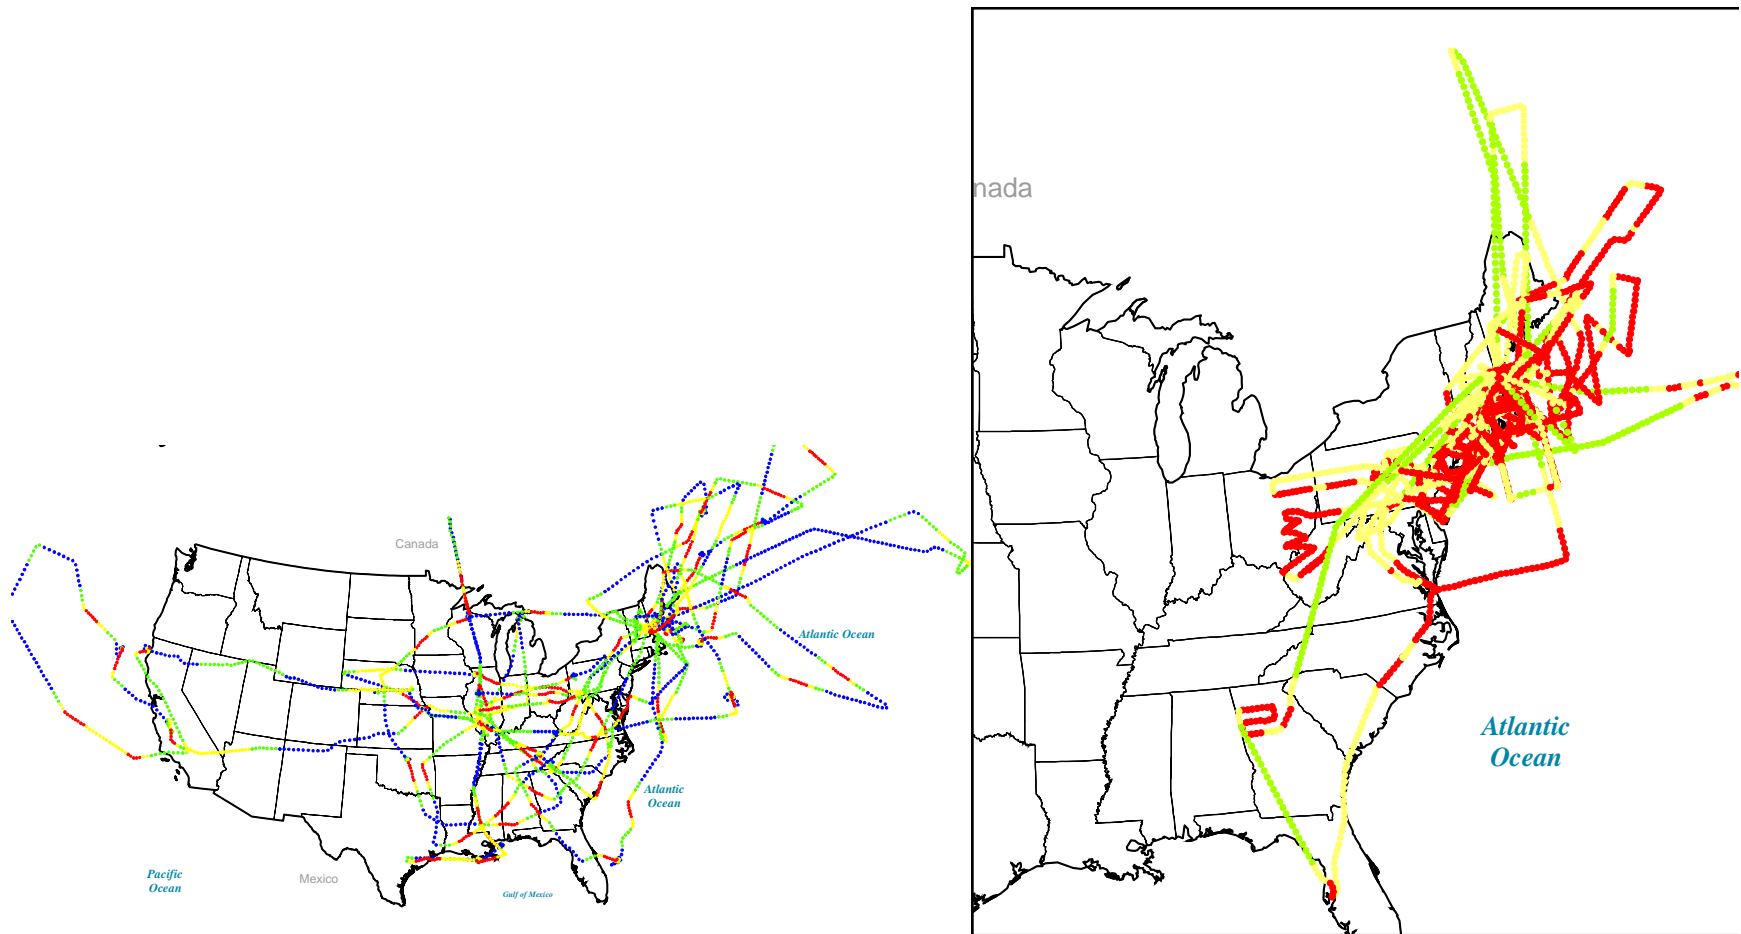 Canada
Atlantic Ocean
Atlantic
Ocean
Pacific
Ocean
Mexico
Gulf of Mexico
nada
Atlantic
Ocean